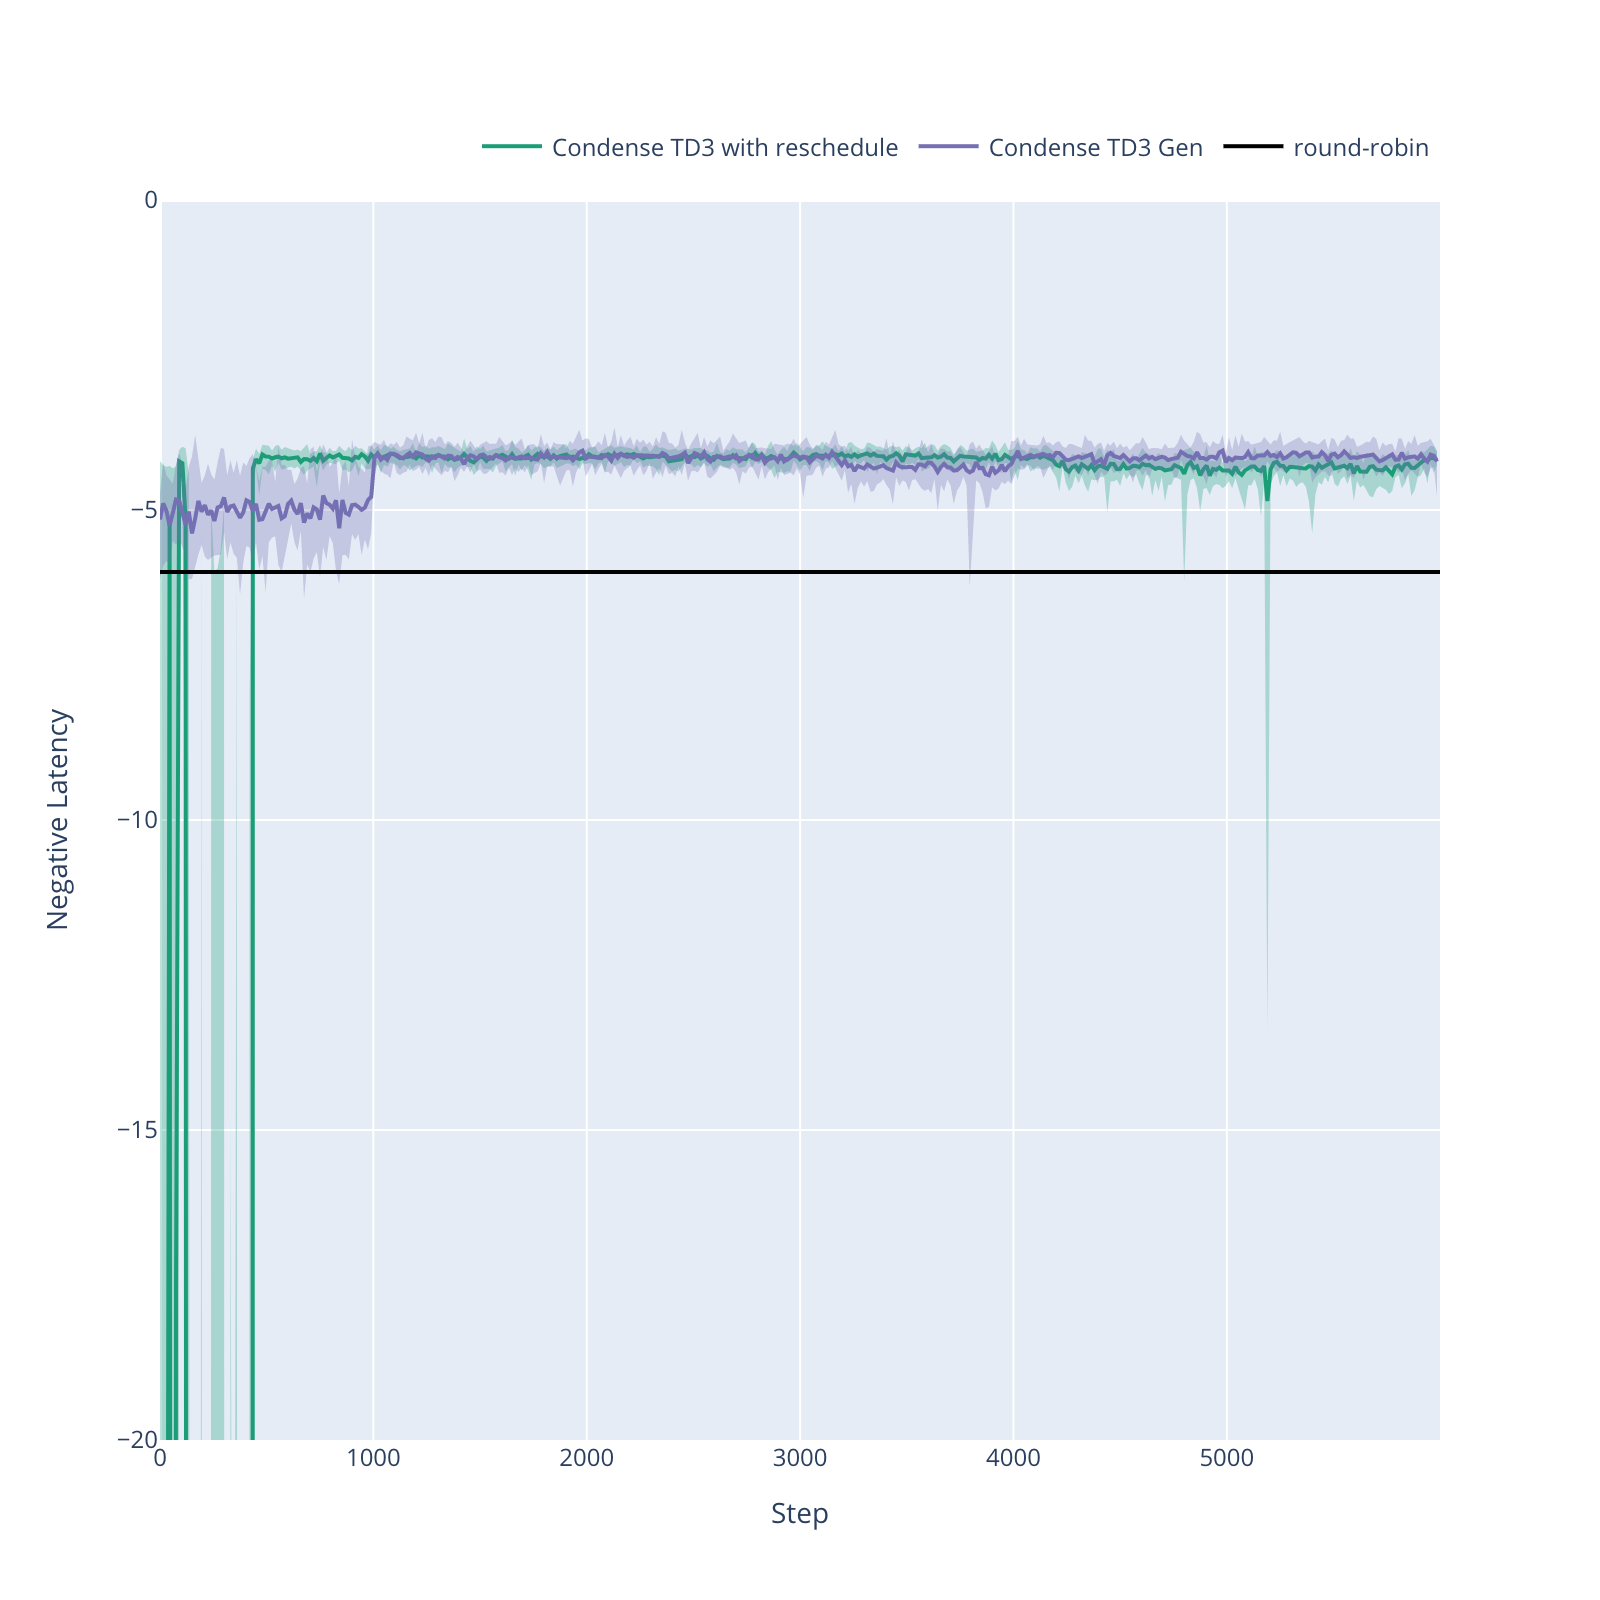 Condense TD3 with reschedule Condense TD3 Gen round-robin
0
−5
−10
−15
−20
0 1000 2000 3000 4000 5000
Step
Negative Latency